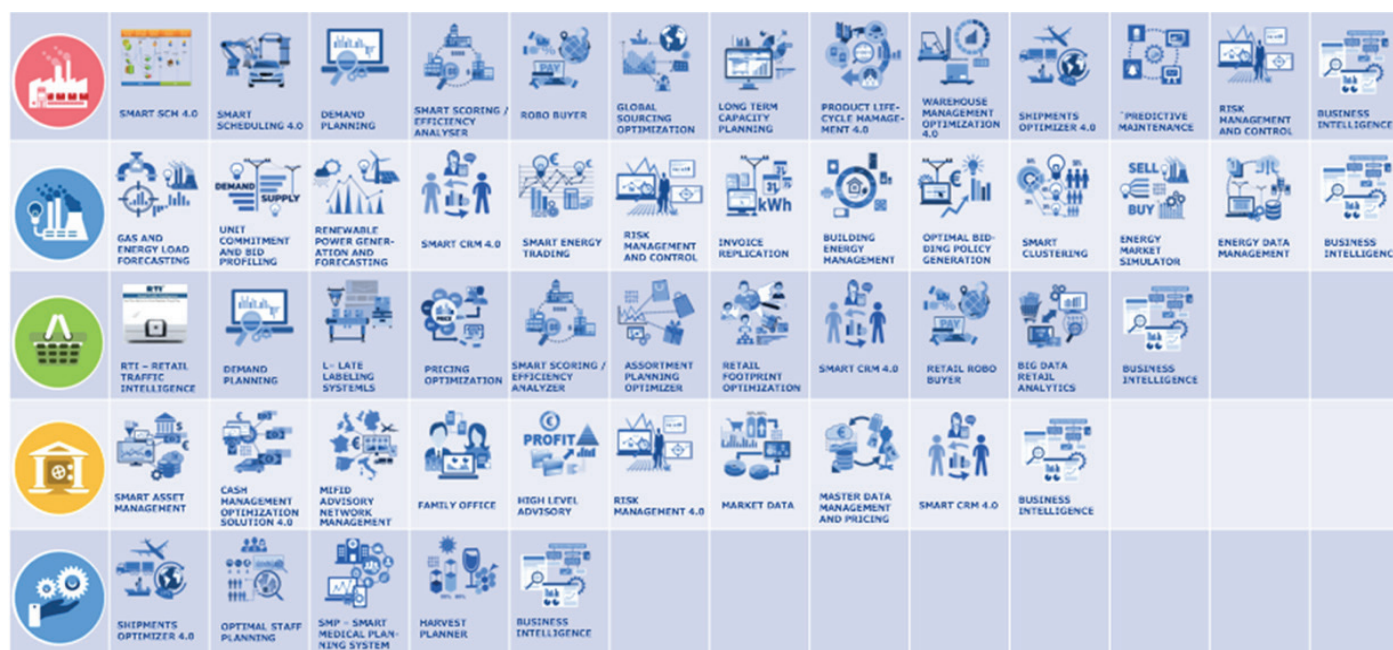 SMART SCH 4.0
SMART
SCHEDULING 4.0
DEMAND
PLANNING
SMART SCORING /
EFFICIENCY
ANALYSER
PAY
ROBO BUYER
GLOBAL
SOURCING
OPTIMIZATION
LONG TERM
CAPACITY
PLANNING
PRODUCT LIFE-
CYCLE MAMAGE-
MENT 4.0
WAREHOUSE
MANAGEMENT
OPTIMIZATION
4.0
SHIPMENTS
OPTIMIZER 4.0
`PREDICTIVE
MAINTENANCE
RISK
MANAGEMENT
AND CONTROL
BUSINESS
INTELLIGENCE
GAS AND
ENERGY LOAD
FORECASTING
DEMAND
SUPPLY
UNIT
COMMITMENT
AND BID
PROFILING
RENEWABLE
POWER GENER-
ATION AND
FORECASTING
SMART CRM 4.0
SMART ENERGY
TRADING
RISK
MANAGEMENT
AND CONTROL
31
kWh
INVOICE
REPLICATION
BUILDING
ENERGY
MANAGEMENT
OPTIMAL BID-
DING POLICY
GENERATION
SMART
CLUSTERING
SELL
BUY
ENERGY
MARKET
SIMULATOR
ENERGY DATA
MANAGEMENT
BUSINESS
INTELLIGENCE
RTI
RTI – RETAIL
TRAFFIC
INTELLIGENCE
DEMAND
PLANNING
L- LATE
LABELING
SYSTEMLS
PRICE
PRICING
OPTIMIZATION
SMART SCORING /
EFFICIENCY
ANALYZER
ASSORTMENT
PLANNING
OPTIMIZER
RETAIL
FOOTPRINT
OPTIMIZATION
SMART CRM 4.0
PAY
RETAIL ROBO
BUYER
BIG DATA
RETAIL
ANALYTICS
BUSINESS
INTELLIGENCE
SMART ASSET
MANAGEMENT
CASH
MANAGEMENT
OPTIMIZATION
SOLUTION 4.0
MIFID
ADVISORY
NETWORK
MANAGEMENT
FAMILY OFFICE
PROFIT
HIGH LEVEL
ADVISORY
RISK
MANAGEMENT 4.0
MARKET DATA
MASTER DATA
MANAGEMENT
AND PRICING
SMART CRM 4.0
BUSINESS
INTELLIGENCE
SHIPMENTS
OPTIMIZER 4.0
OPTIMAL STAFF
PLANNING
SMP – SMART
MEDICAL PLAN-
NING SYSTEM
HARVEST
PLANNER
BUSINESS
INTELLIGENCE